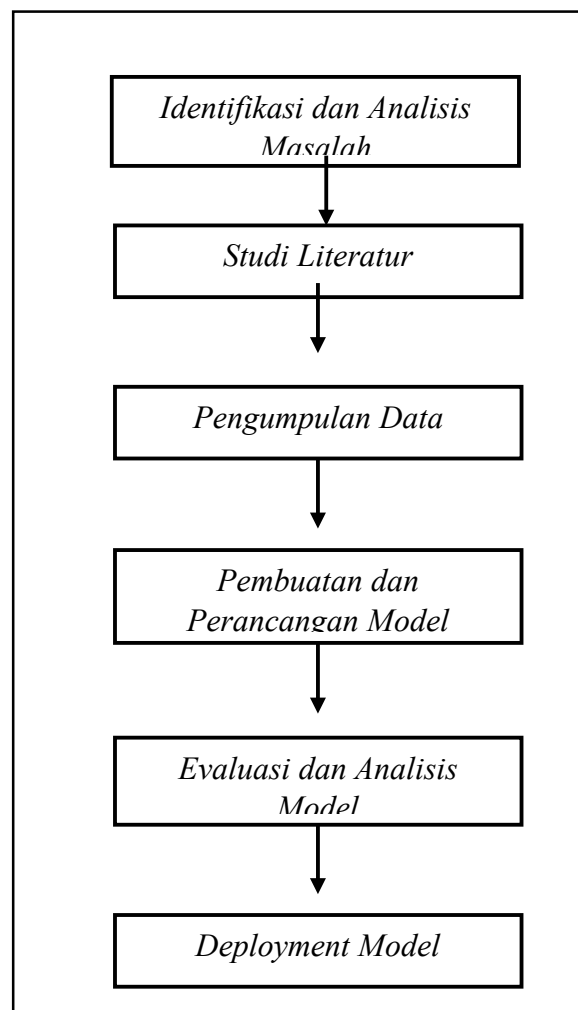 Identifikasi dan Analisis
Masalah
Studi Literatur
Pengumpulan Data
Pembuatan dan
Perancangan Model
Evaluasi dan Analisis
Model
Deployment Model